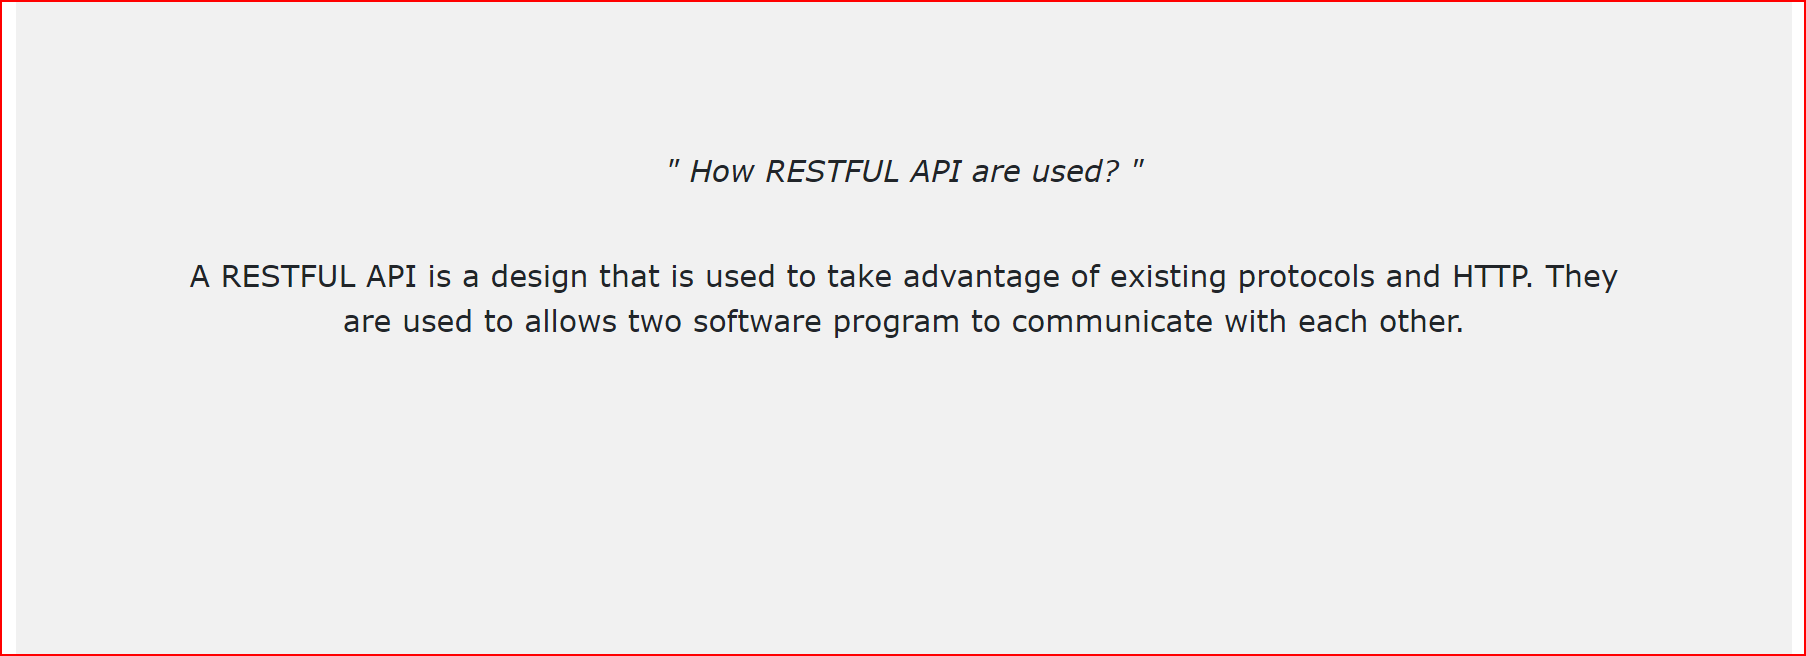 " How RESTFUL API are used? "
A RESTFUL API is a design that is used to take advantage of existing protocols and HTTP. They
are used to allows two software program to communicate with each other.